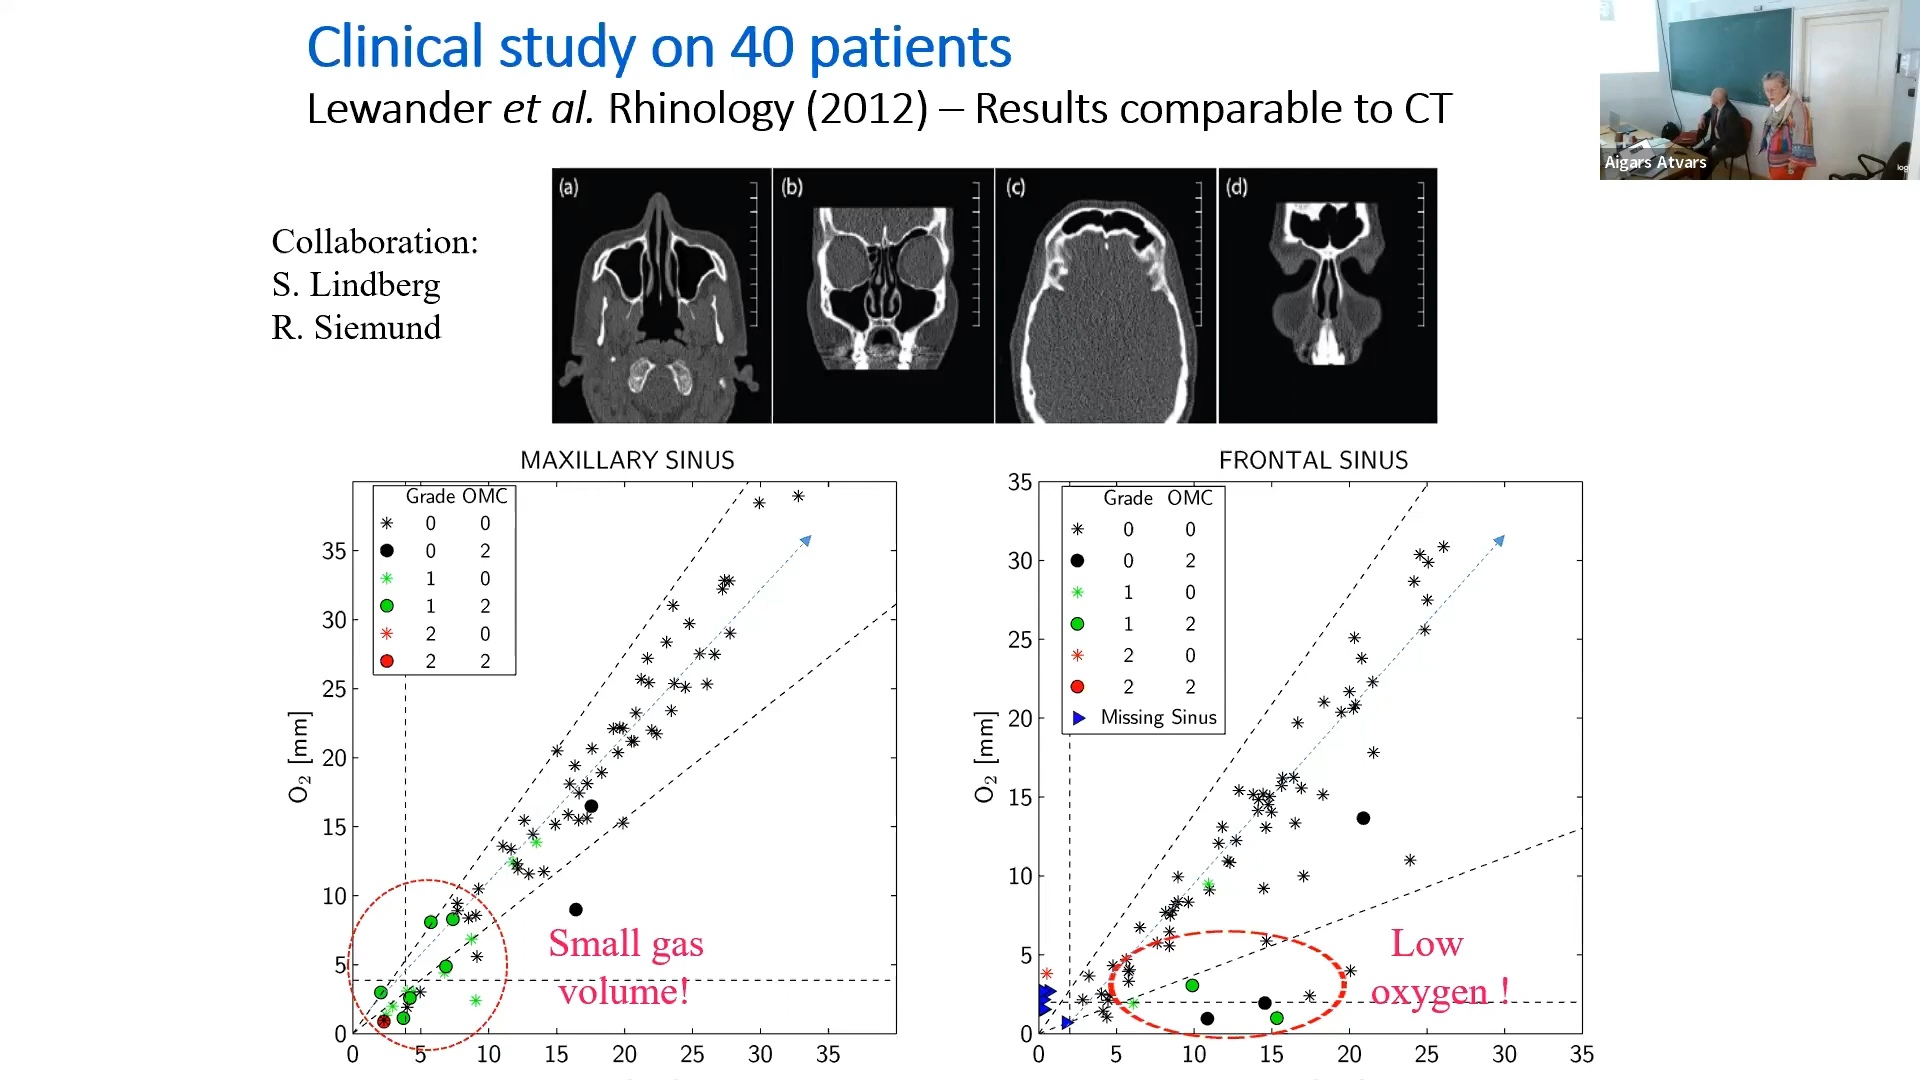 Clinical study on 40 patients
Lewander et al. Rhinology (2012) – Results comparable to CT
Aigars Atvars
Collaboration:
S. Lindberg
R. Siemund
(a)
(b)
(c)
(d)
MAXILLARY SINUS
Grade OMC
0 0
0 2
1 0
1 2
2 0
2 2
O₂ [mm]
35
30
25
20
15
10
5
0
0 5 10 15 20 25 30 35
Small gas
volume!
FRONTAL SINUS
Grade OMC
0 0
0 2
1 0
1 2
2 0
2 2
Missing Sinus
O₂ [mm]
35
30
25
20
15
10
5
0
0 5 10 15 20 25 30 35
Low
oxygen !